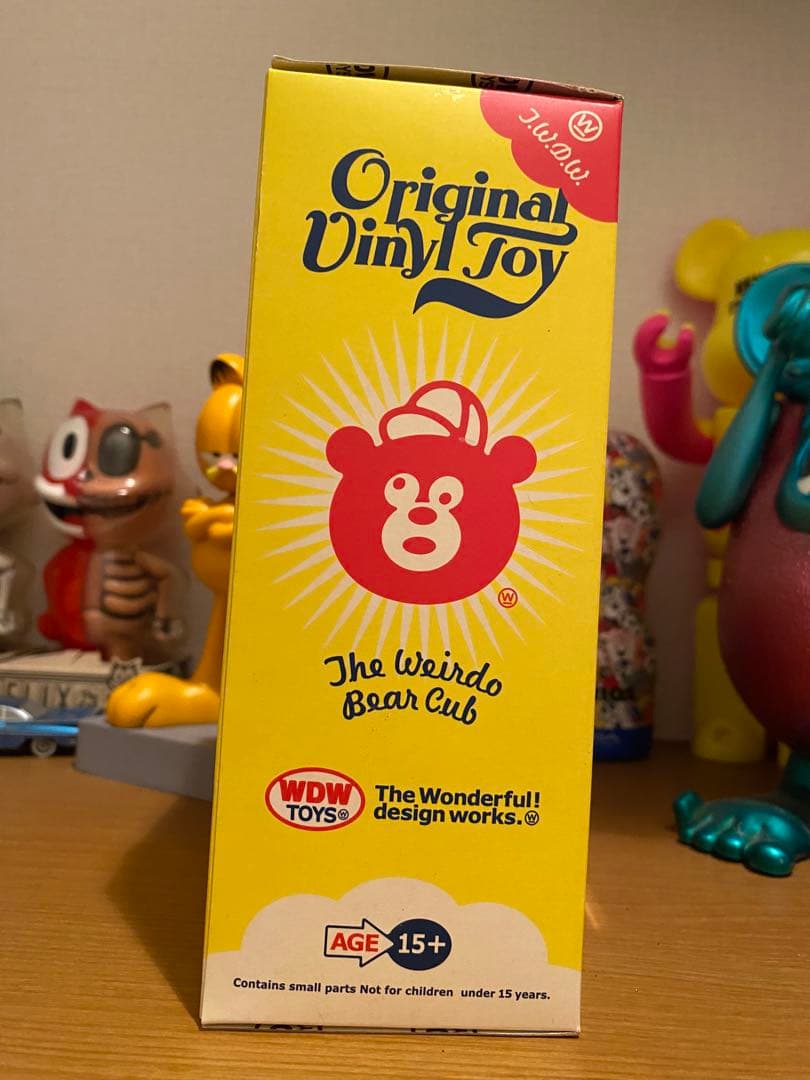 T.W.D.W.
Original
Vinyl Toy
The Weirdo
Bear Cub
WDW
TOYS
The Wonderful!
design works.
AGE 15+
Contains small parts Not for children under 15 years.